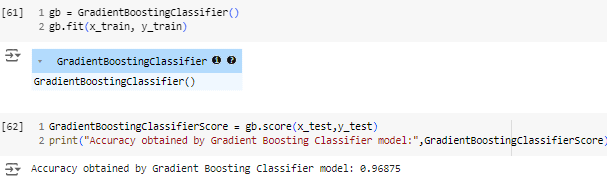 [61] 1 gb = GradientBoostingClassifier()
2 gb.fit(x_train, y_train)
GradientBoostingClassifier
GradientBoostingClassifier()
[62] 1 GradientBoostingClassifierScore = gb.score(x_test,y_test)
2 print("Accuracy obtained by Gradient Boosting Classifier model:",GradientBoostingClassifierScore)
Accuracy obtained by Gradient Boosting Classifier model: 0.96875